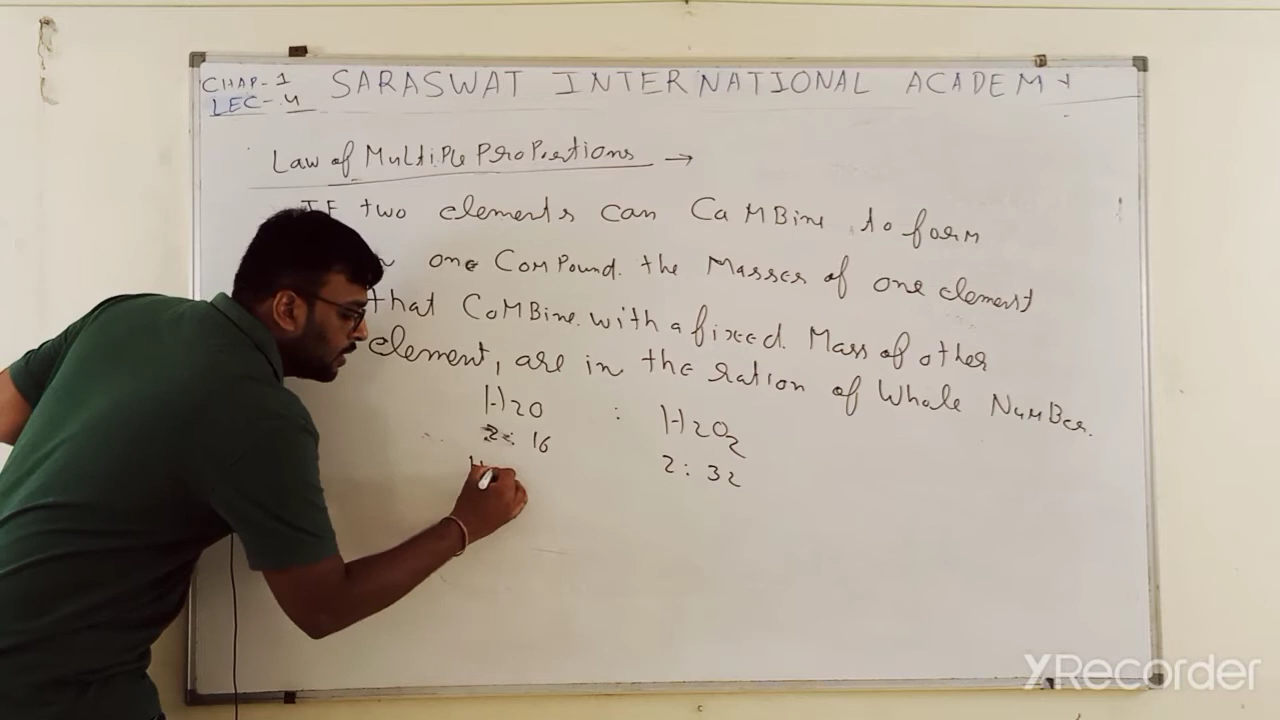 CHAP-1 SARASWAT INTERNATIONAL ACADEMY
LEC-4
Law of Multiple Proportions →
IF two elements can CaMBine to form
one ComPound. the Masses of one element
that CoMBine with a fixed Mass of other
element, are in the ration of Whole NumBer.
H2O : H2O2
2: 16 2: 32